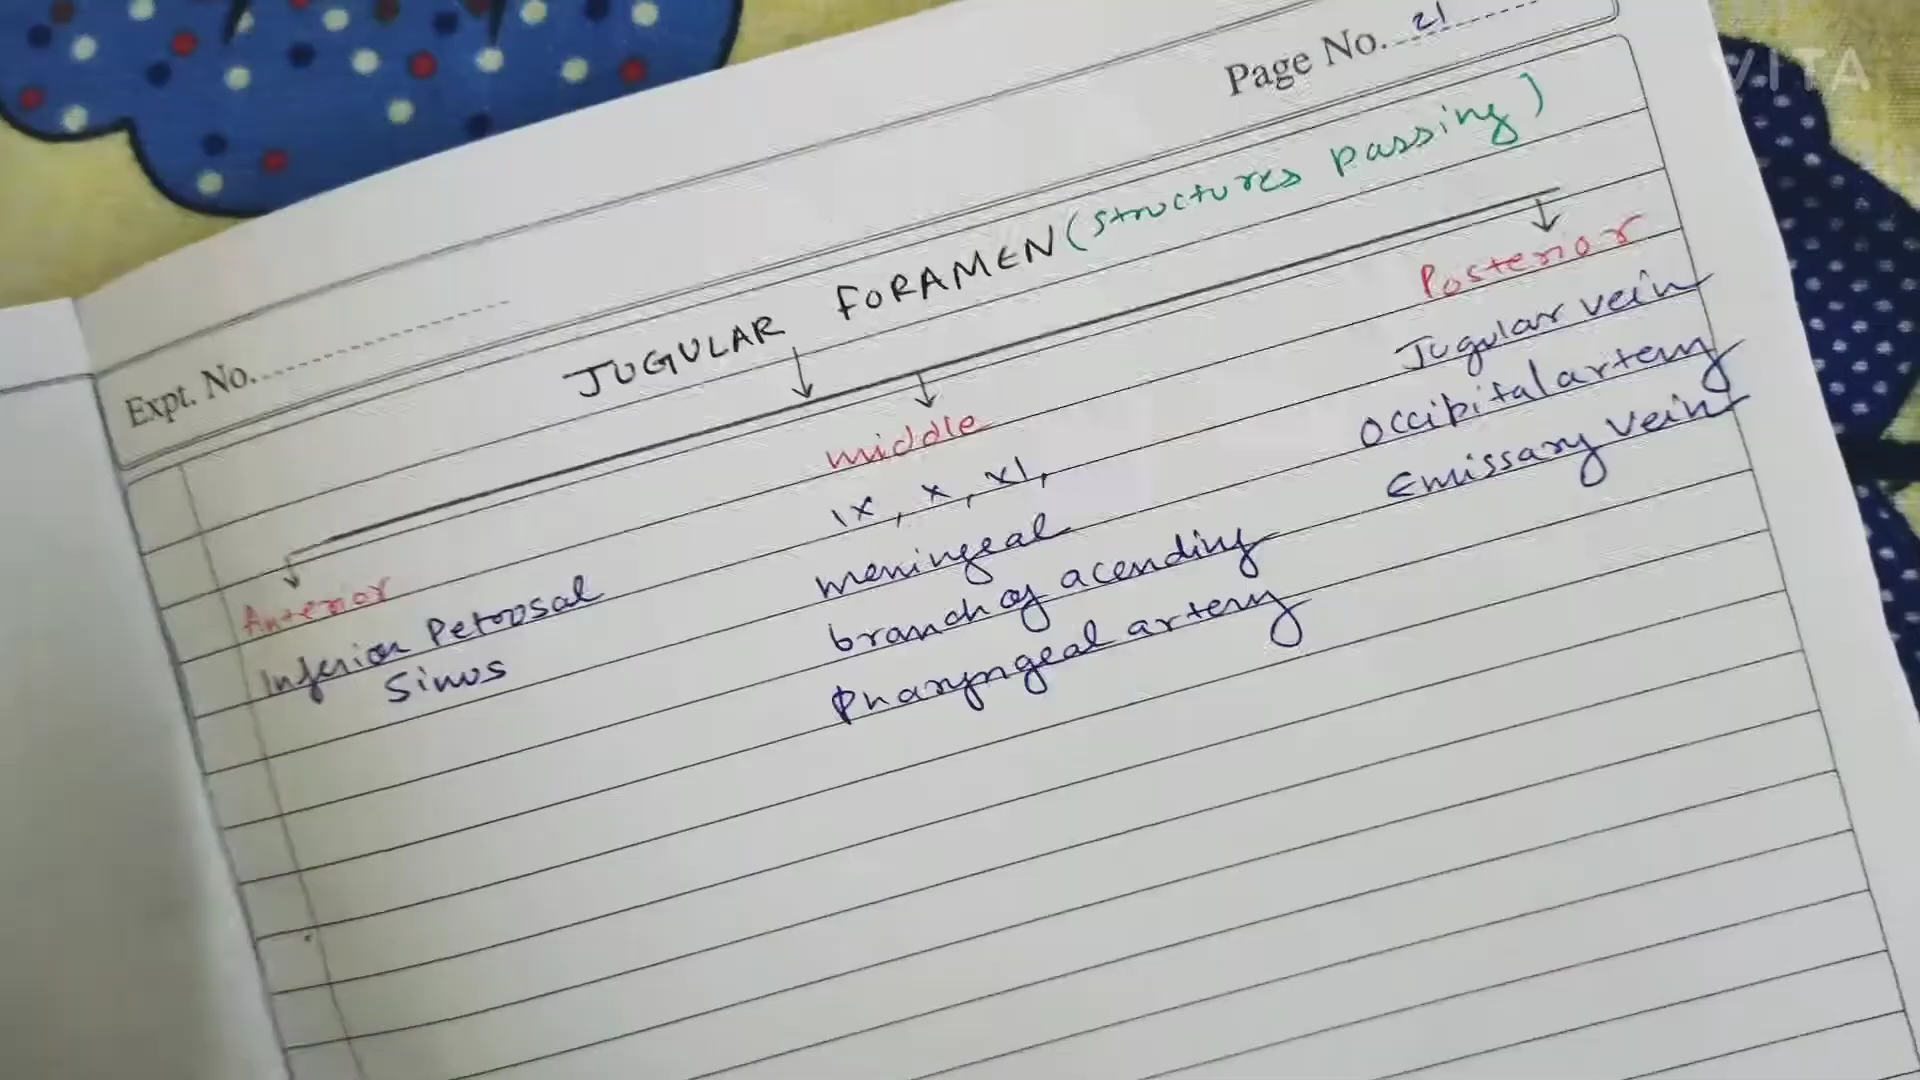 VITA
Page No. 21
Expt. No.
JUGULAR FORAMEN (structures passing)
Anterior
Inferior Petrosal
Sinus
middle
IX, X, XI,
meningeal
branch of acending
Pharyngeal artery
Posterior
Jugular vein
Occipital artery
Emissary vein